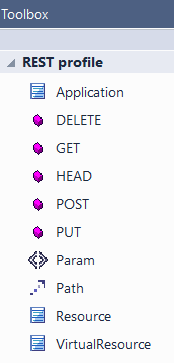 Toolbox
REST profile
Application
DELETE
GET
HEAD
POST
PUT
Param
Path
Resource
VirtualResource